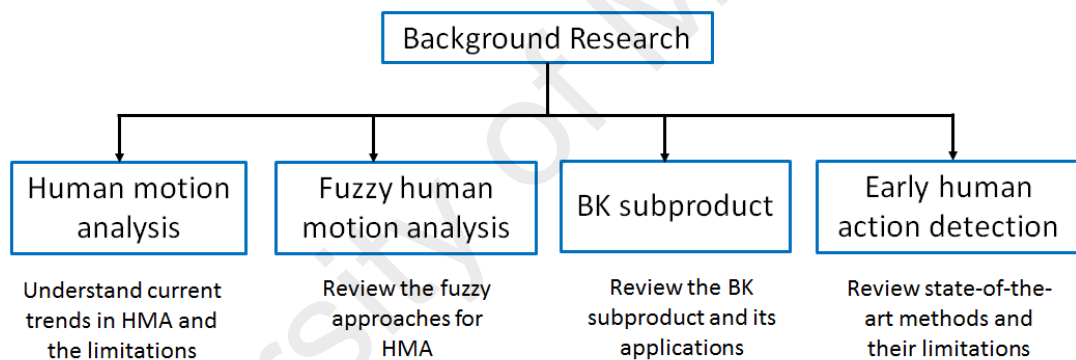 Background Research
Human motion
analysis
Fuzzy human
motion analysis
BK subproduct
Early human
action detection
Understand current
trends in HMA and
the limitations
Review the fuzzy
approaches for
HMA
Review the BK
subproduct and its
applications
Review state-of-the-
art methods and
their limitations
rsity of M